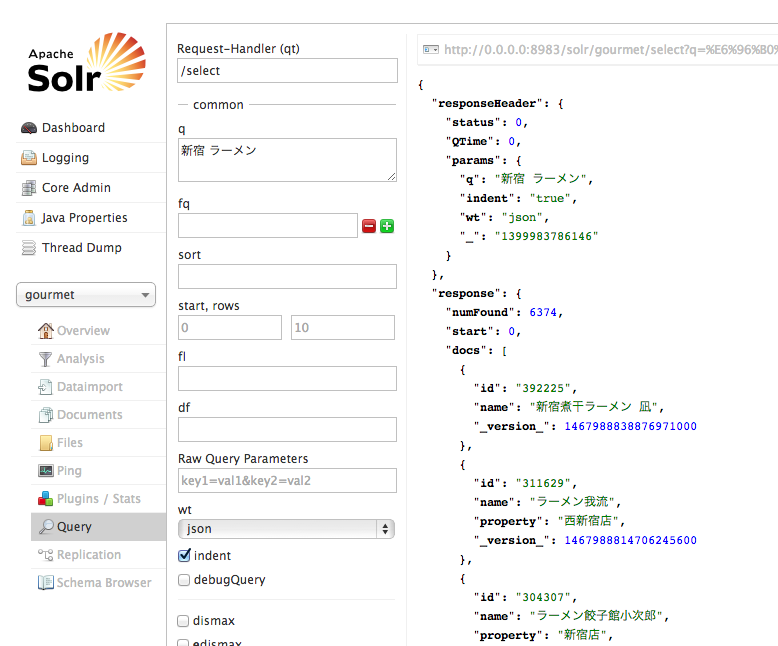 Apache
Solr
Dashboard
Logging
Core Admin
Java Properties
Thread Dump
gourmet
Overview
Analysis
Dataimport
Documents
Files
Ping
Plugins / Stats
Query
Replication
Schema Browser
Request-Handler (qt)
/select
common
q
新宿 ラーメン
fq
sort
start, rows
0 10
fl
df
Raw Query Parameters
key1=val1&key2=val2
wt
json
indent
debugQuery
dismax
edismax
http://0.0.0.0:8983/solr/gourmet/select?q=%E6%96%B0%
{
"responseHeader": {
"status": 0,
"QTime": 0,
"params": {
"q": "新宿 ラーメン",
"indent": "true",
"wt": "json",
"_": "1399983786146"
}
},
"response": {
"numFound": 6374,
"start": 0,
"docs": [
{
"id": "392225",
"name": "新宿煮干ラーメン 凪",
"_version_": 1467988838876971000
},
{
"id": "311629",
"name": "ラーメン我流",
"property": "西新宿店",
"_version_": 1467988814706245600
},
{
"id": "304307",
"name": "ラーメン餃子館小次郎",
"property": "新宿店",